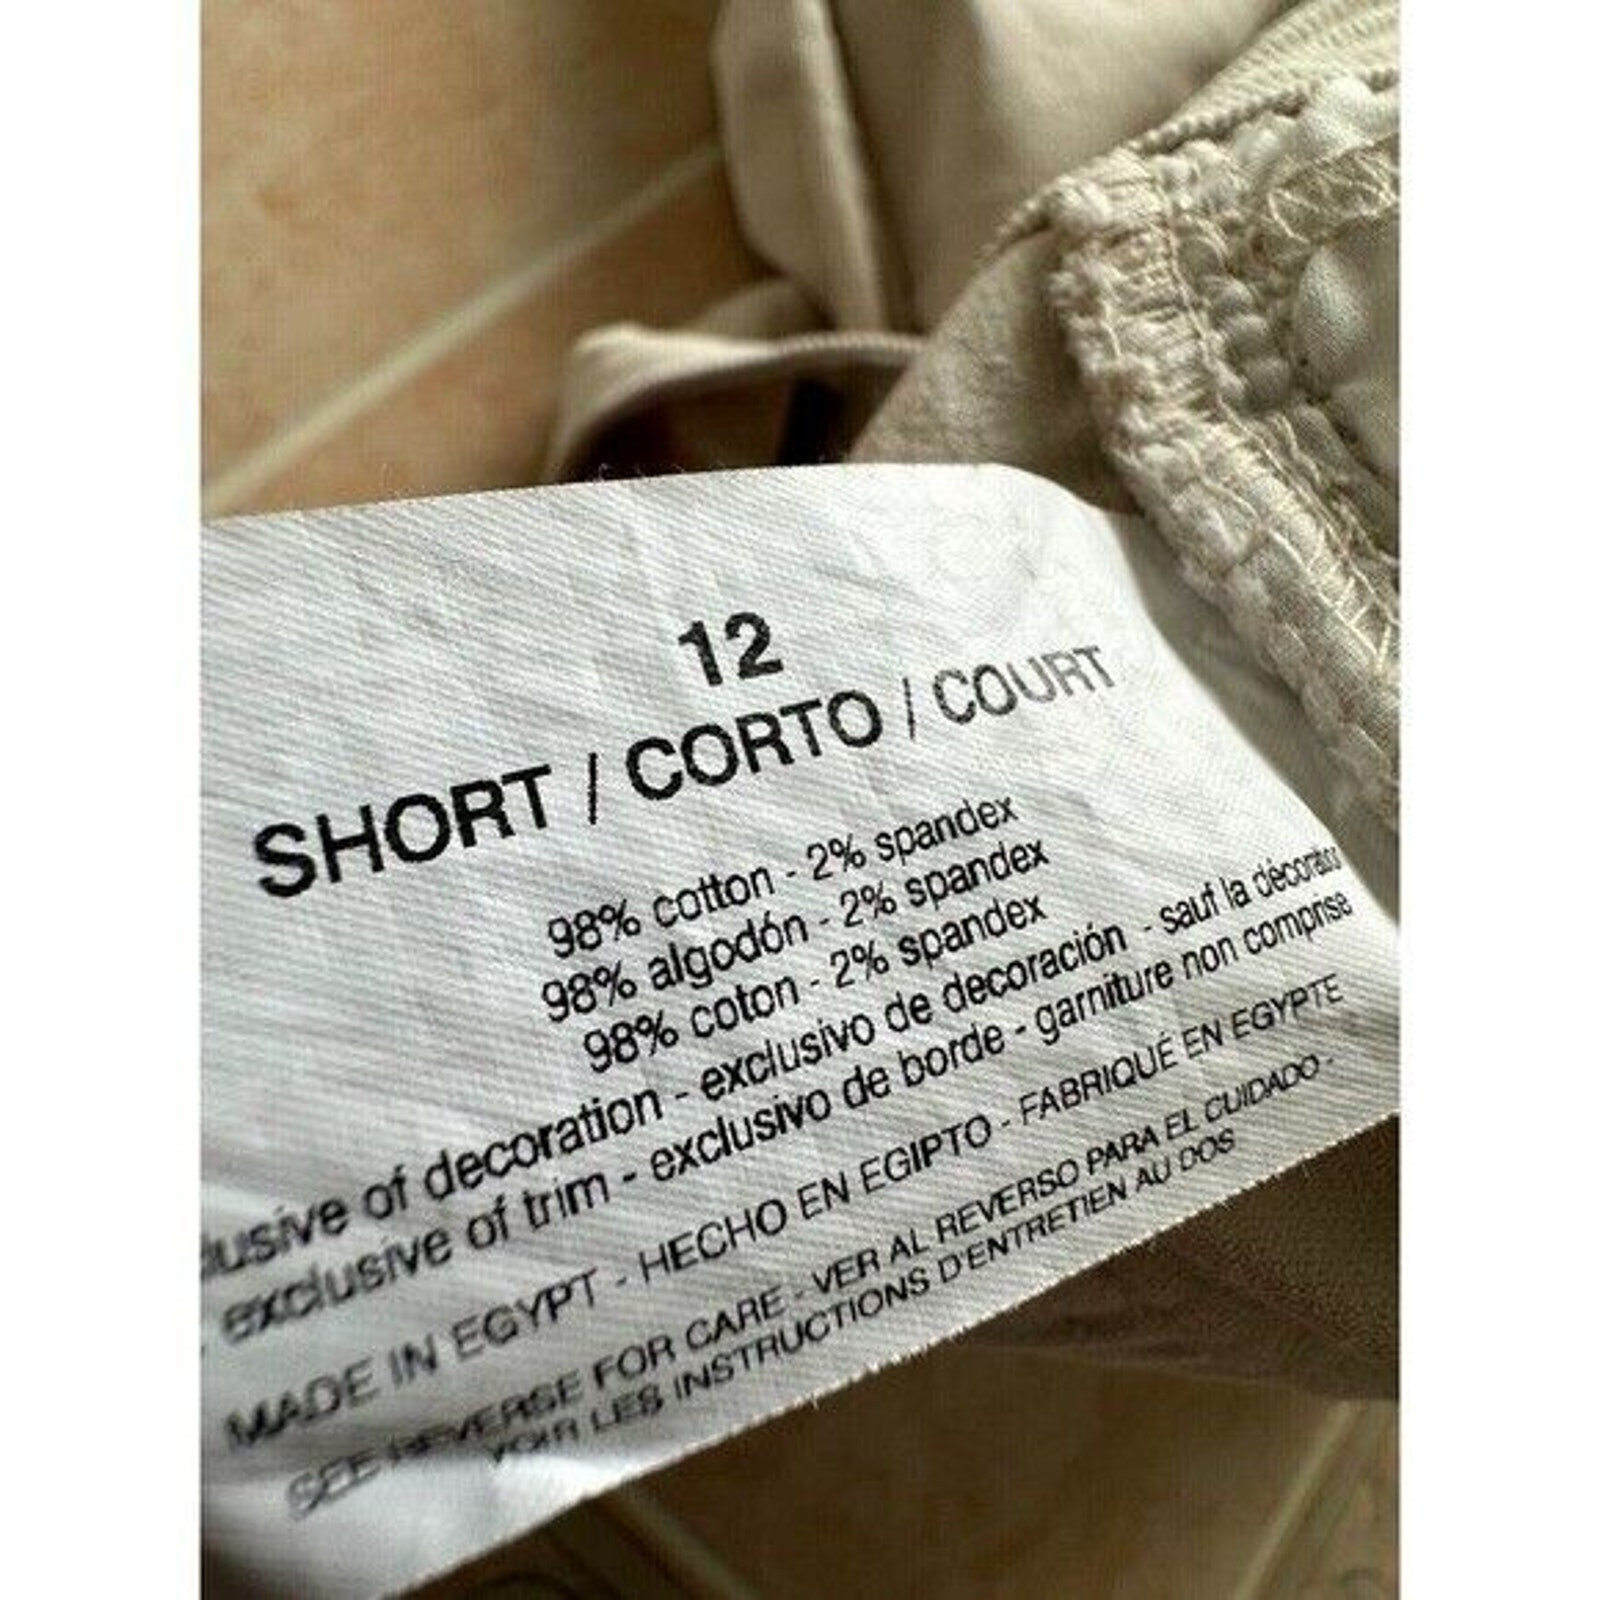 12
SHORT / CORTO / COURT
98% cotton - 2% spandex
98% algodón - 2% spandex
98% coton - 2% spandex
lusive of decoration - exclusivo de decoración - sauf la décoration
exclusive of trim - exclusivo de borde - garniture non comprise
MADE IN EGYPT - HECHO EN EGIPTO - FABRIQUÉ EN EGYPTE
SEE REVERSE FOR CARE - VER AL REVERSO PARA EL CUIDADO -
VOIR LES INSTRUCTIONS D'ENTRETIEN AU DOS